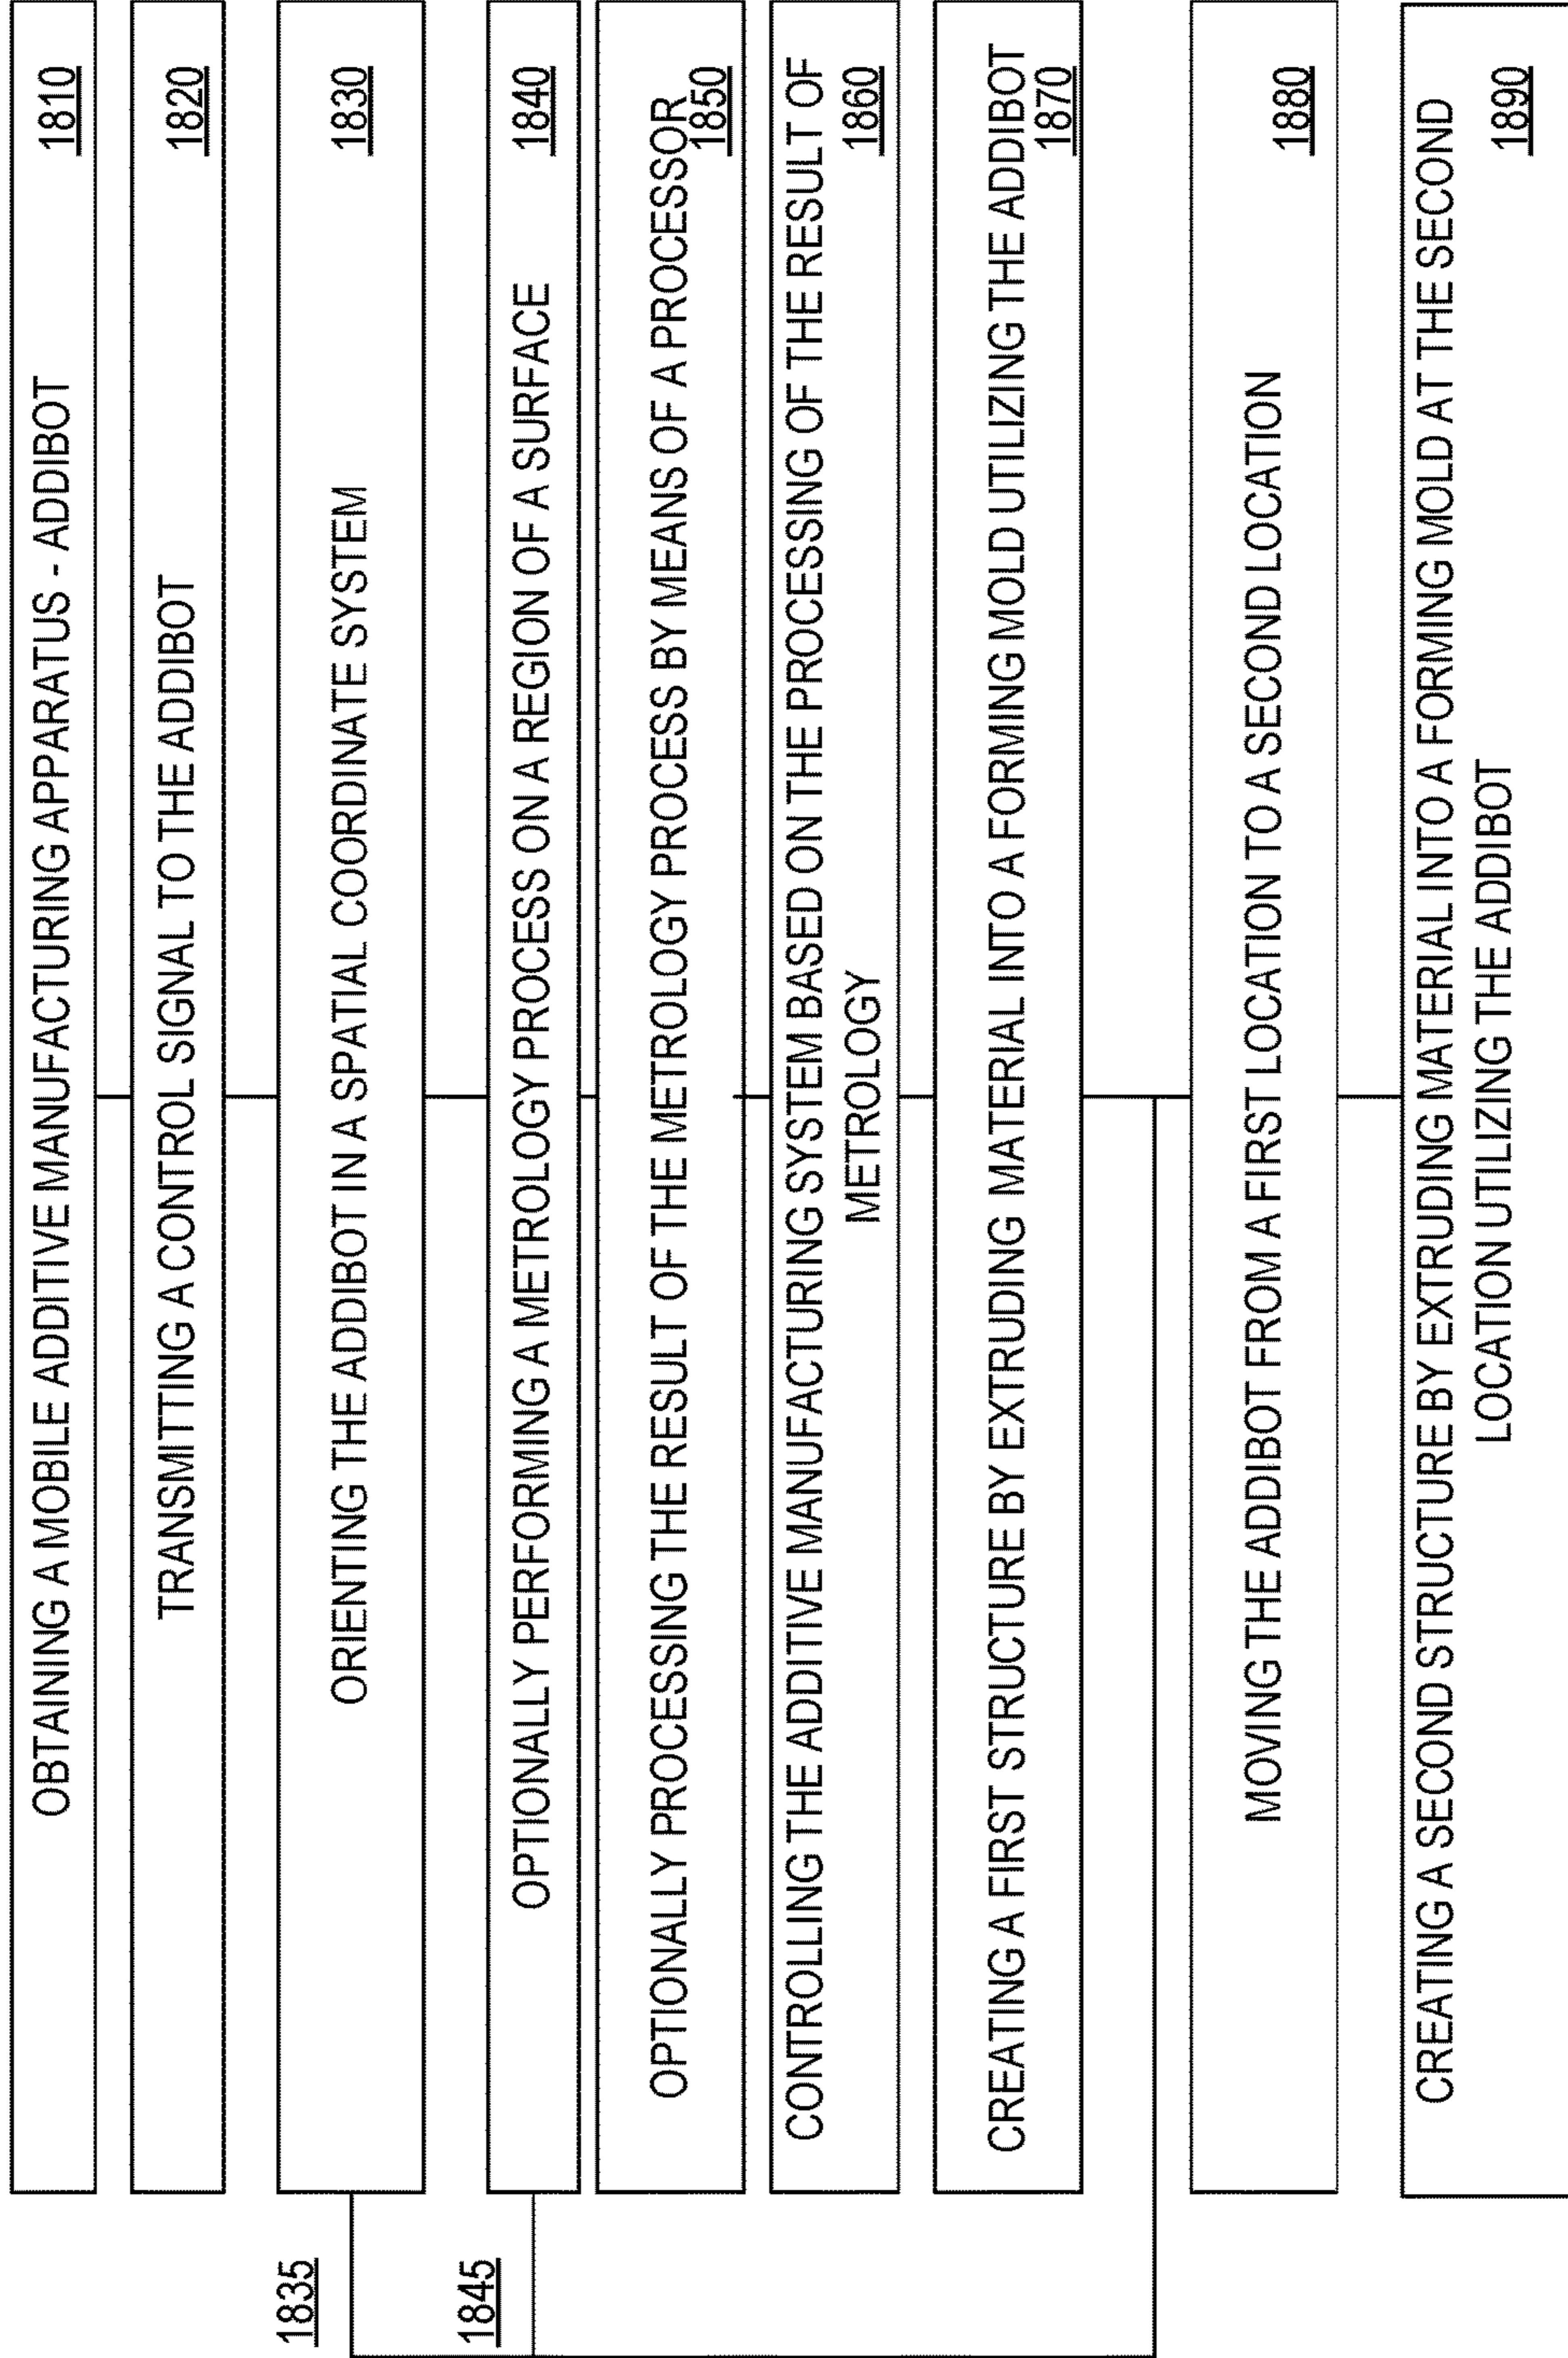 OBTAINING A MOBILE ADDITIVE MANUFACTURING APPARATUS - ADDIBOT
1810
TRANSMITTING A CONTROL SIGNAL TO THE ADDIBOT
1820
ORIENTING THE ADDIBOT IN A SPATIAL COORDINATE SYSTEM
1830
1835
OPTIONALLY PERFORMING A METROLOGY PROCESS ON A REGION OF A SURFACE
1840
1845
OPTIONALLY PROCESSING THE RESULT OF THE METROLOGY PROCESS BY MEANS OF A PROCESSOR
1850
CONTROLLING THE ADDITIVE MANUFACTURING SYSTEM BASED ON THE PROCESSING OF THE RESULT OF
METROLOGY
1860
CREATING A FIRST STRUCTURE BY EXTRUDING MATERIAL INTO A FORMING MOLD UTILIZING THE ADDIBOT
1870
MOVING THE ADDIBOT FROM A FIRST LOCATION TO A SECOND LOCATION
1880
CREATING A SECOND STRUCTURE BY EXTRUDING MATERIAL INTO A FORMING MOLD AT THE SECOND
LOCATION UTILIZING THE ADDIBOT
1890